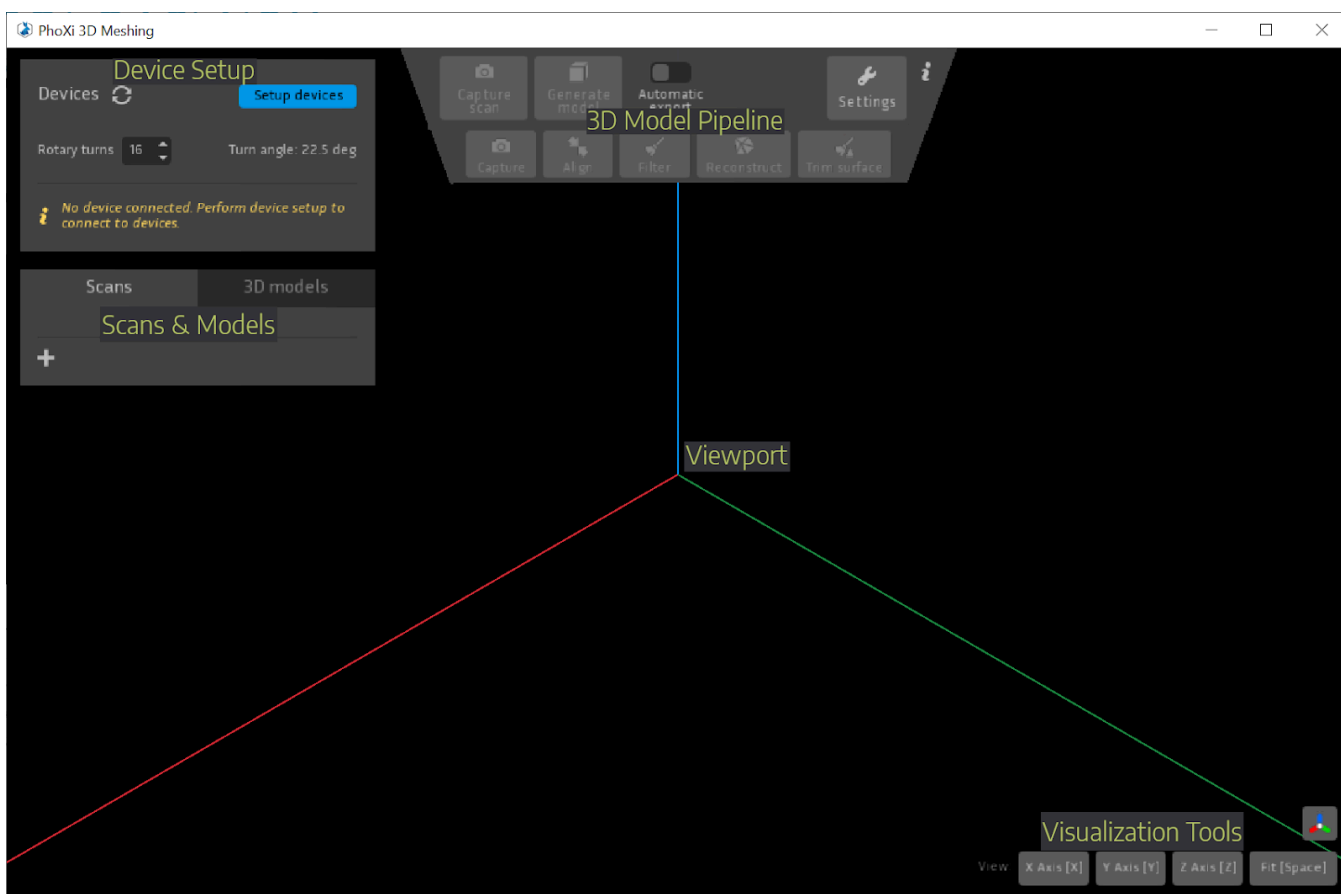 PhoXi 3D Meshing
Device Setup
Devices
Setup devices
Rotary turns 16
Turn angle: 22.5 deg
No device connected. Perform device setup to
connect to devices.
Scans
3D models
Scans & Models
Capture
scan
Generate
model
Automatic
export
Settings
3D Model Pipeline
Capture
Align
Filter
Reconstruct
Trim surface
Viewport
Visualization Tools
View
X Axis [X]
Y Axis [Y]
Z Axis [Z]
Fit [Space]